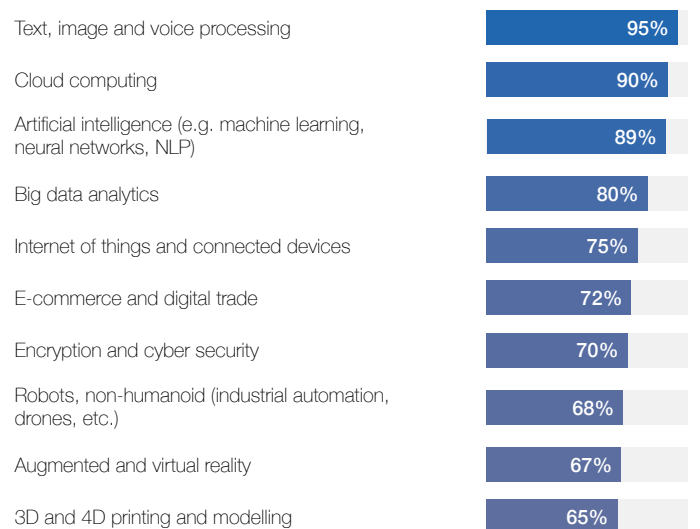 Text, image and voice processing 95%
Cloud computing 90%
Artificial intelligence (e.g. machine learning,
neural networks, NLP) 89%
Big data analytics 80%
Internet of things and connected devices 75%
E-commerce and digital trade 72%
Encryption and cyber security 70%
Robots, non-humanoid (industrial automation,
drones, etc.) 68%
Augmented and virtual reality 67%
3D and 4D printing and modelling 65%